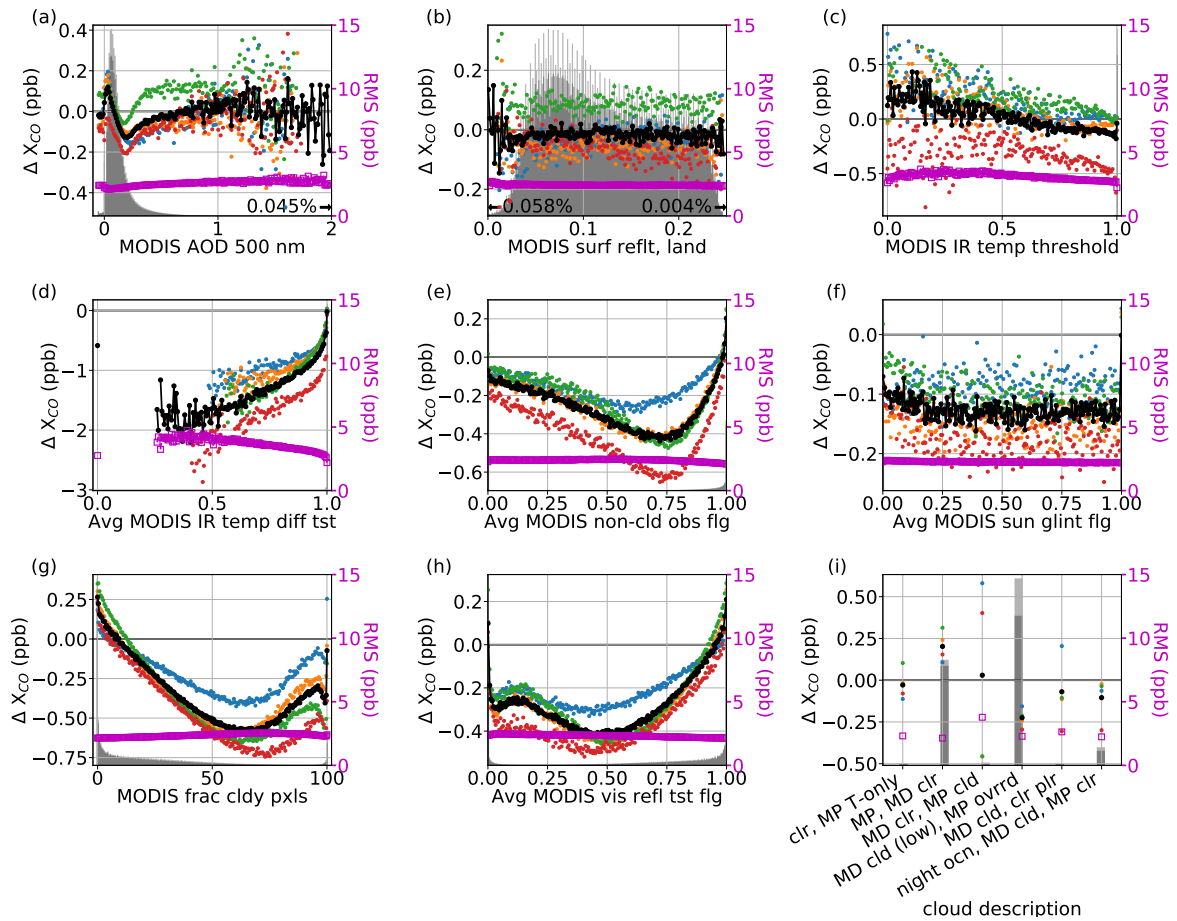 (a)
(b)
(c)
0.4
0.2
0.0
−0.2
−0.4
Δ X_CO (ppb)
0
1
2
MODIS AOD 500 nm
0.045%
15
10
5
0
RMS (ppb)
0.2
0.0
−0.2
Δ X_CO (ppb)
0.0
0.1
0.2
MODIS surf reflt, land
0.058%
0.004%
15
10
5
0
RMS (ppb)
0.5
0.0
−0.5
Δ X_CO (ppb)
0.0
0.5
1.0
MODIS IR temp threshold
15
10
5
0
RMS (ppb)
(d)
(e)
(f)
0
−1
−2
−3
Δ X_CO (ppb)
0.0
0.5
1.0
Avg MODIS IR temp diff tst
15
10
5
0
RMS (ppb)
0.2
0.0
−0.2
−0.4
−0.6
Δ X_CO (ppb)
0.00
0.25
0.50
0.75
1.00
Avg MODIS non-cld obs flg
15
10
5
0
RMS (ppb)
0.0
−0.1
−0.2
Δ X_CO (ppb)
0.00
0.25
0.50
0.75
1.00
Avg MODIS sun glint flg
15
10
5
0
RMS (ppb)
(g)
(h)
(i)
0.25
0.00
−0.25
−0.50
−0.75
Δ X_CO (ppb)
0
50
100
MODIS frac cldy pxls
15
10
5
0
RMS (ppb)
0.2
0.0
−0.2
−0.4
Δ X_CO (ppb)
0.00
0.25
0.50
0.75
1.00
Avg MODIS vis refl tst flg
15
10
5
0
RMS (ppb)
0.50
0.25
0.00
−0.25
−0.50
Δ X_CO (ppb)
15
10
5
0
RMS (ppb)
clr, MP T-only
MP, MD clr
MD clr, MP cld
MD cld (low), MP ovrrd
MD cld, clr plr
night ocn, MD cld, MP clr
cloud description